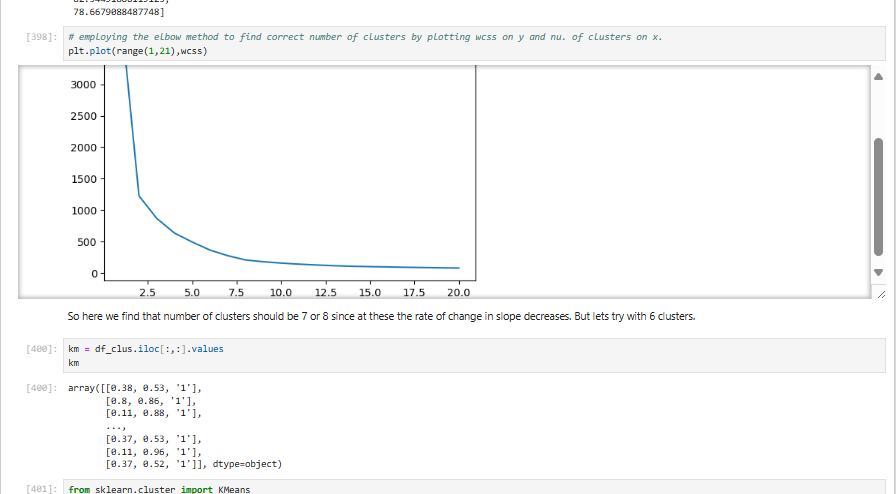 78.6679088487748]
[398]: # employing the elbow method to find correct number of clusters by plotting wcss on y and nu. of clusters on x.
plt.plot(range(1,21),wcss)
3000
2500
2000
1500
1000
500
0
2.5 5.0 7.5 10.0 12.5 15.0 17.5 20.0
So here we find that number of clusters should be 7 or 8 since at these the rate of change in slope decreases. But lets try with 6 clusters.
[400]: km = df_clus.iloc[:,:].values
km
[400]: array([[0.38, 0.53, '1'],
[0.8, 0.86, '1'],
[0.11, 0.88, '1'],
...,
[0.37, 0.53, '1'],
[0.11, 0.96, '1'],
[0.37, 0.52, '1']], dtype=object)
[401]: from sklearn.cluster import KMeans